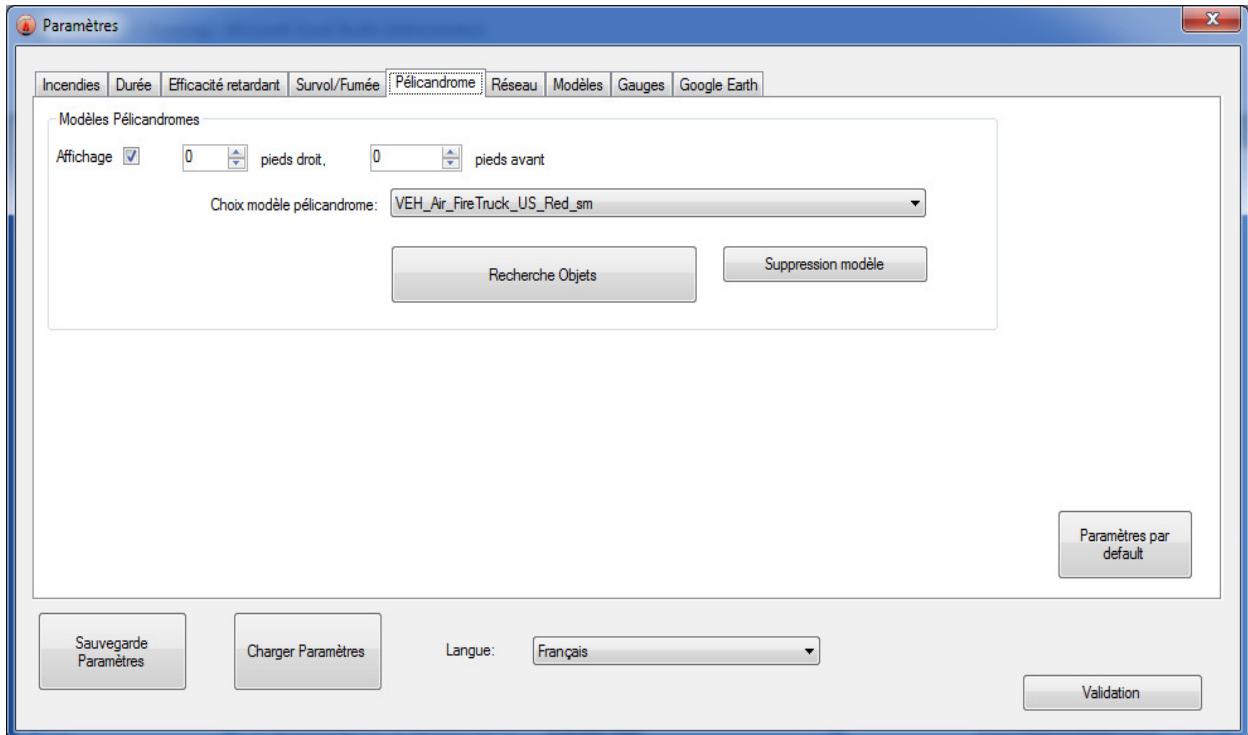 Paramètres
Incendies Durée Efficacité retardant Survol/Fumée Pélicandrome Réseau Modèles Gauges Google Earth
Modèles Pélicandromes
Affichage 0 pieds droit, 0 pieds avant
Choix modèle pélicandrome: VEH_Air_FireTruck_US_Red_sm
Recherche Objets Suppression modèle
Paramètres par
default
Sauvegarde
Paramètres
Charger Paramètres Langue: Français
Validation